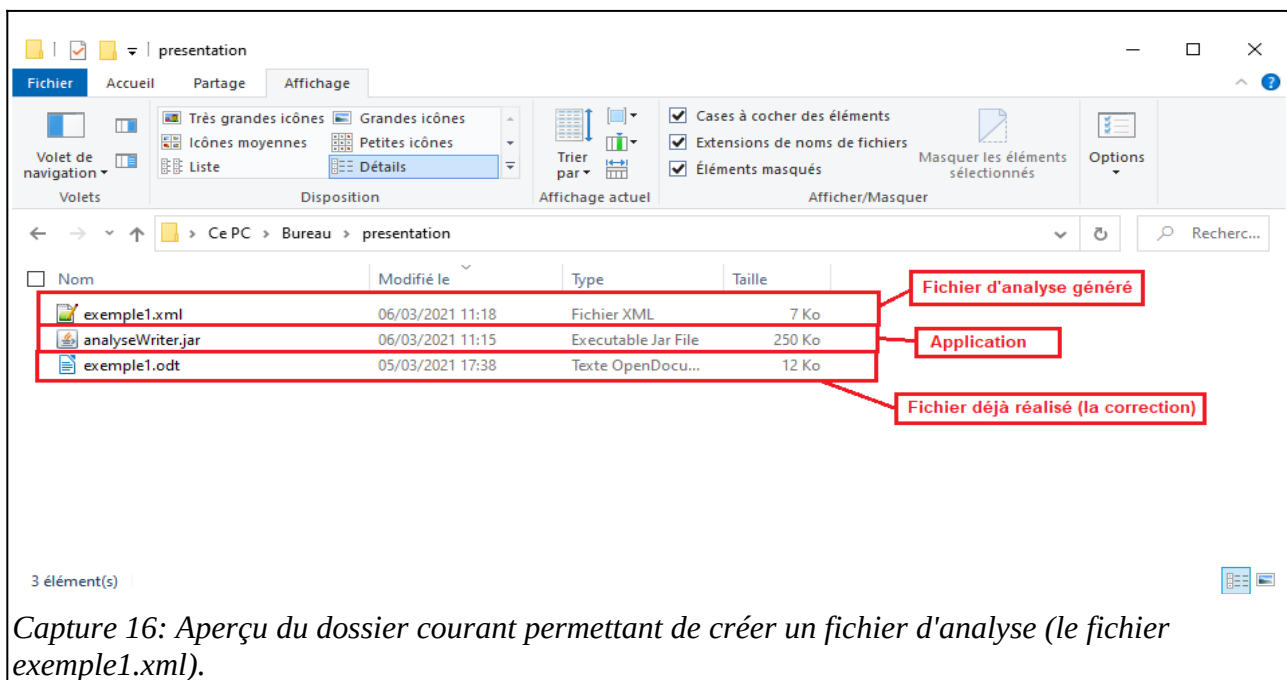 presentation
Fichier Accueil Partage Affichage
Très grandes icônes Grandes icônes
Icônes moyennes Petites icônes
Liste Détails
Volet de navigation
Trier par
Cases à cocher des éléments
Extensions de noms de fichiers
Éléments masqués
Masquer les éléments sélectionnés
Options
Volets Disposition Affichage actuel Afficher/Masquer
Ce PC > Bureau > presentation Recherc...
Nom Modifié le Type Taille
Fichier d'analyse généré
exemple1.xml 06/03/2021 11:18 Fichier XML 7 Ko
analyseWriter.jar 06/03/2021 11:15 Executable Jar File 250 Ko
Application
exemple1.odt 05/03/2021 17:38 Texte OpenDocu... 12 Ko
Fichier déjà réalisé (la correction)
3 élément(s)
Capture 16: Aperçu du dossier courant permettant de créer un fichier d'analyse (le fichier
exemple1.xml).